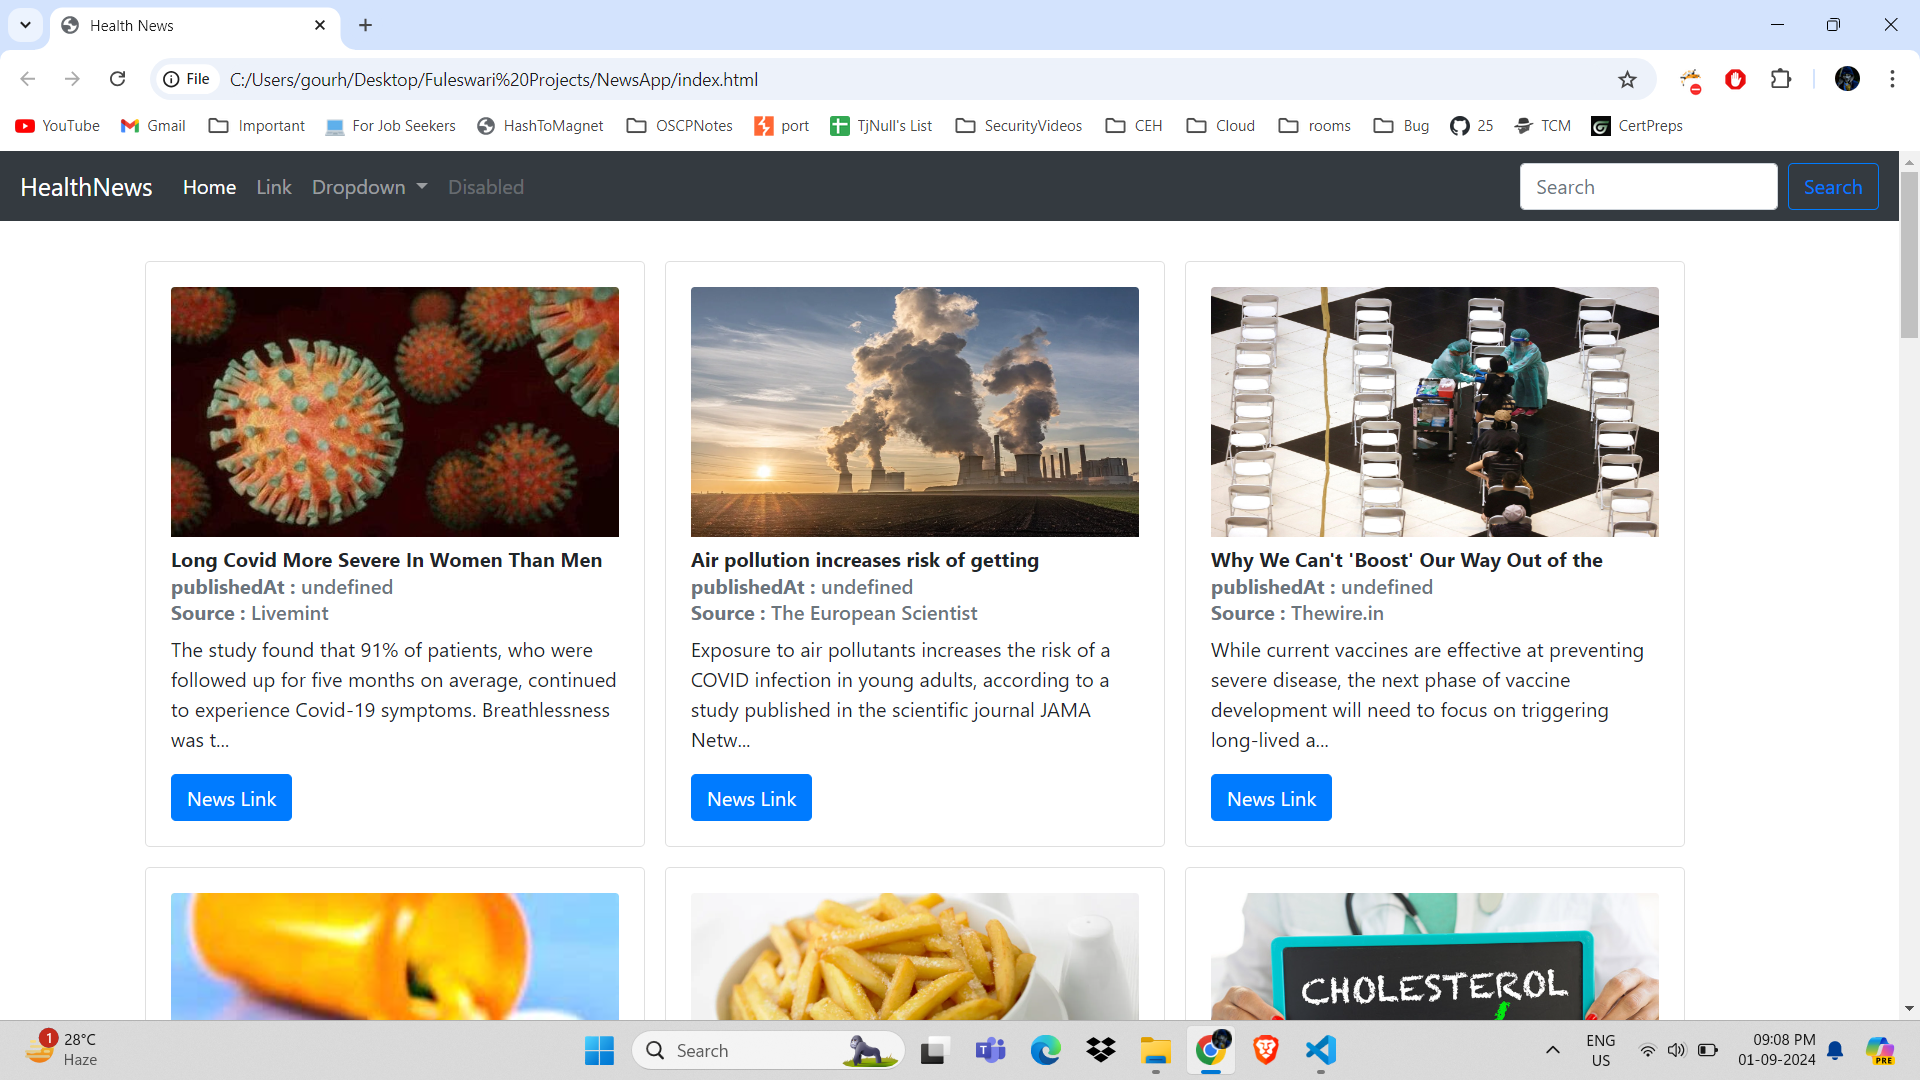 Health News
File
C:/Users/gourh/Desktop/Fuleswari%20Projects/NewsApp/index.html
YouTube Gmail Important For Job Seekers HashToMagnet OSCPNotes port TjNull's List SecurityVideos CEH Cloud rooms Bug 25 TCM CertPreps
HealthNews Home Link Dropdown Disabled Search Search
Long Covid More Severe In Women Than Men
publishedAt : undefined
Source : Livemint
The study found that 91% of patients, who were
followed up for five months on average, continued
to experience Covid-19 symptoms. Breathlessness
was t...
News Link
Air pollution increases risk of getting
publishedAt : undefined
Source : The European Scientist
Exposure to air pollutants increases the risk of a
COVID infection in young adults, according to a
study published in the scientific journal JAMA
Netw...
News Link
Why We Can't 'Boost' Our Way Out of the
publishedAt : undefined
Source : Thewire.in
While current vaccines are effective at preventing
severe disease, the next phase of vaccine
development will need to focus on triggering
long-lived a...
News Link
CHOLESTEROL
1
28°C
Haze
Search
ENG
US
09:08 PM
01-09-2024
PRE